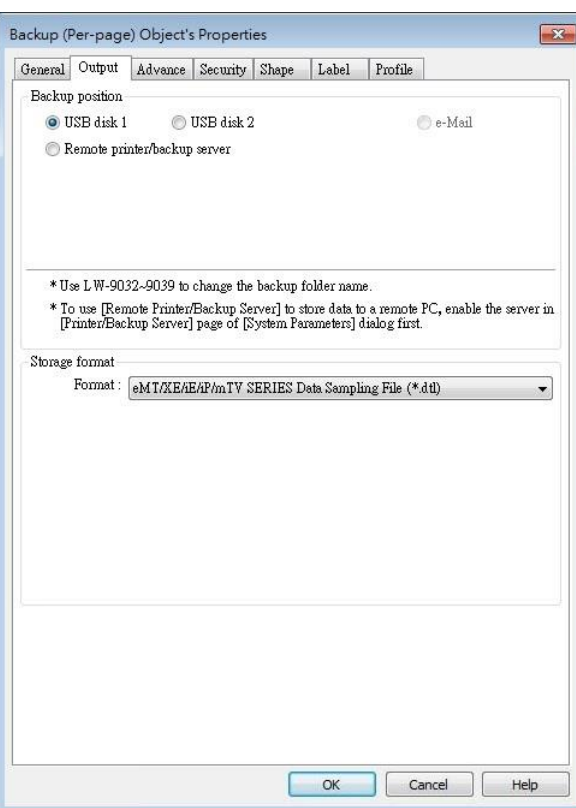 Backup (Per-page) Object's Properties
General Output Advance Security Shape Label Profile
Backup position
USB disk 1 USB disk 2 e-Mail
Remote printer/backup server
* Use LW-9032~9039 to change the backup folder name.
* To use [Remote Printer/Backup Server] to store data to a remote PC, enable the server in
[Printer/Backup Server] page of [System Parameters] dialog first.
Storage format
Format : eMT/XE/iE/iP/mTV SERIES Data Sampling File (*.dtl)
OK Cancel Help